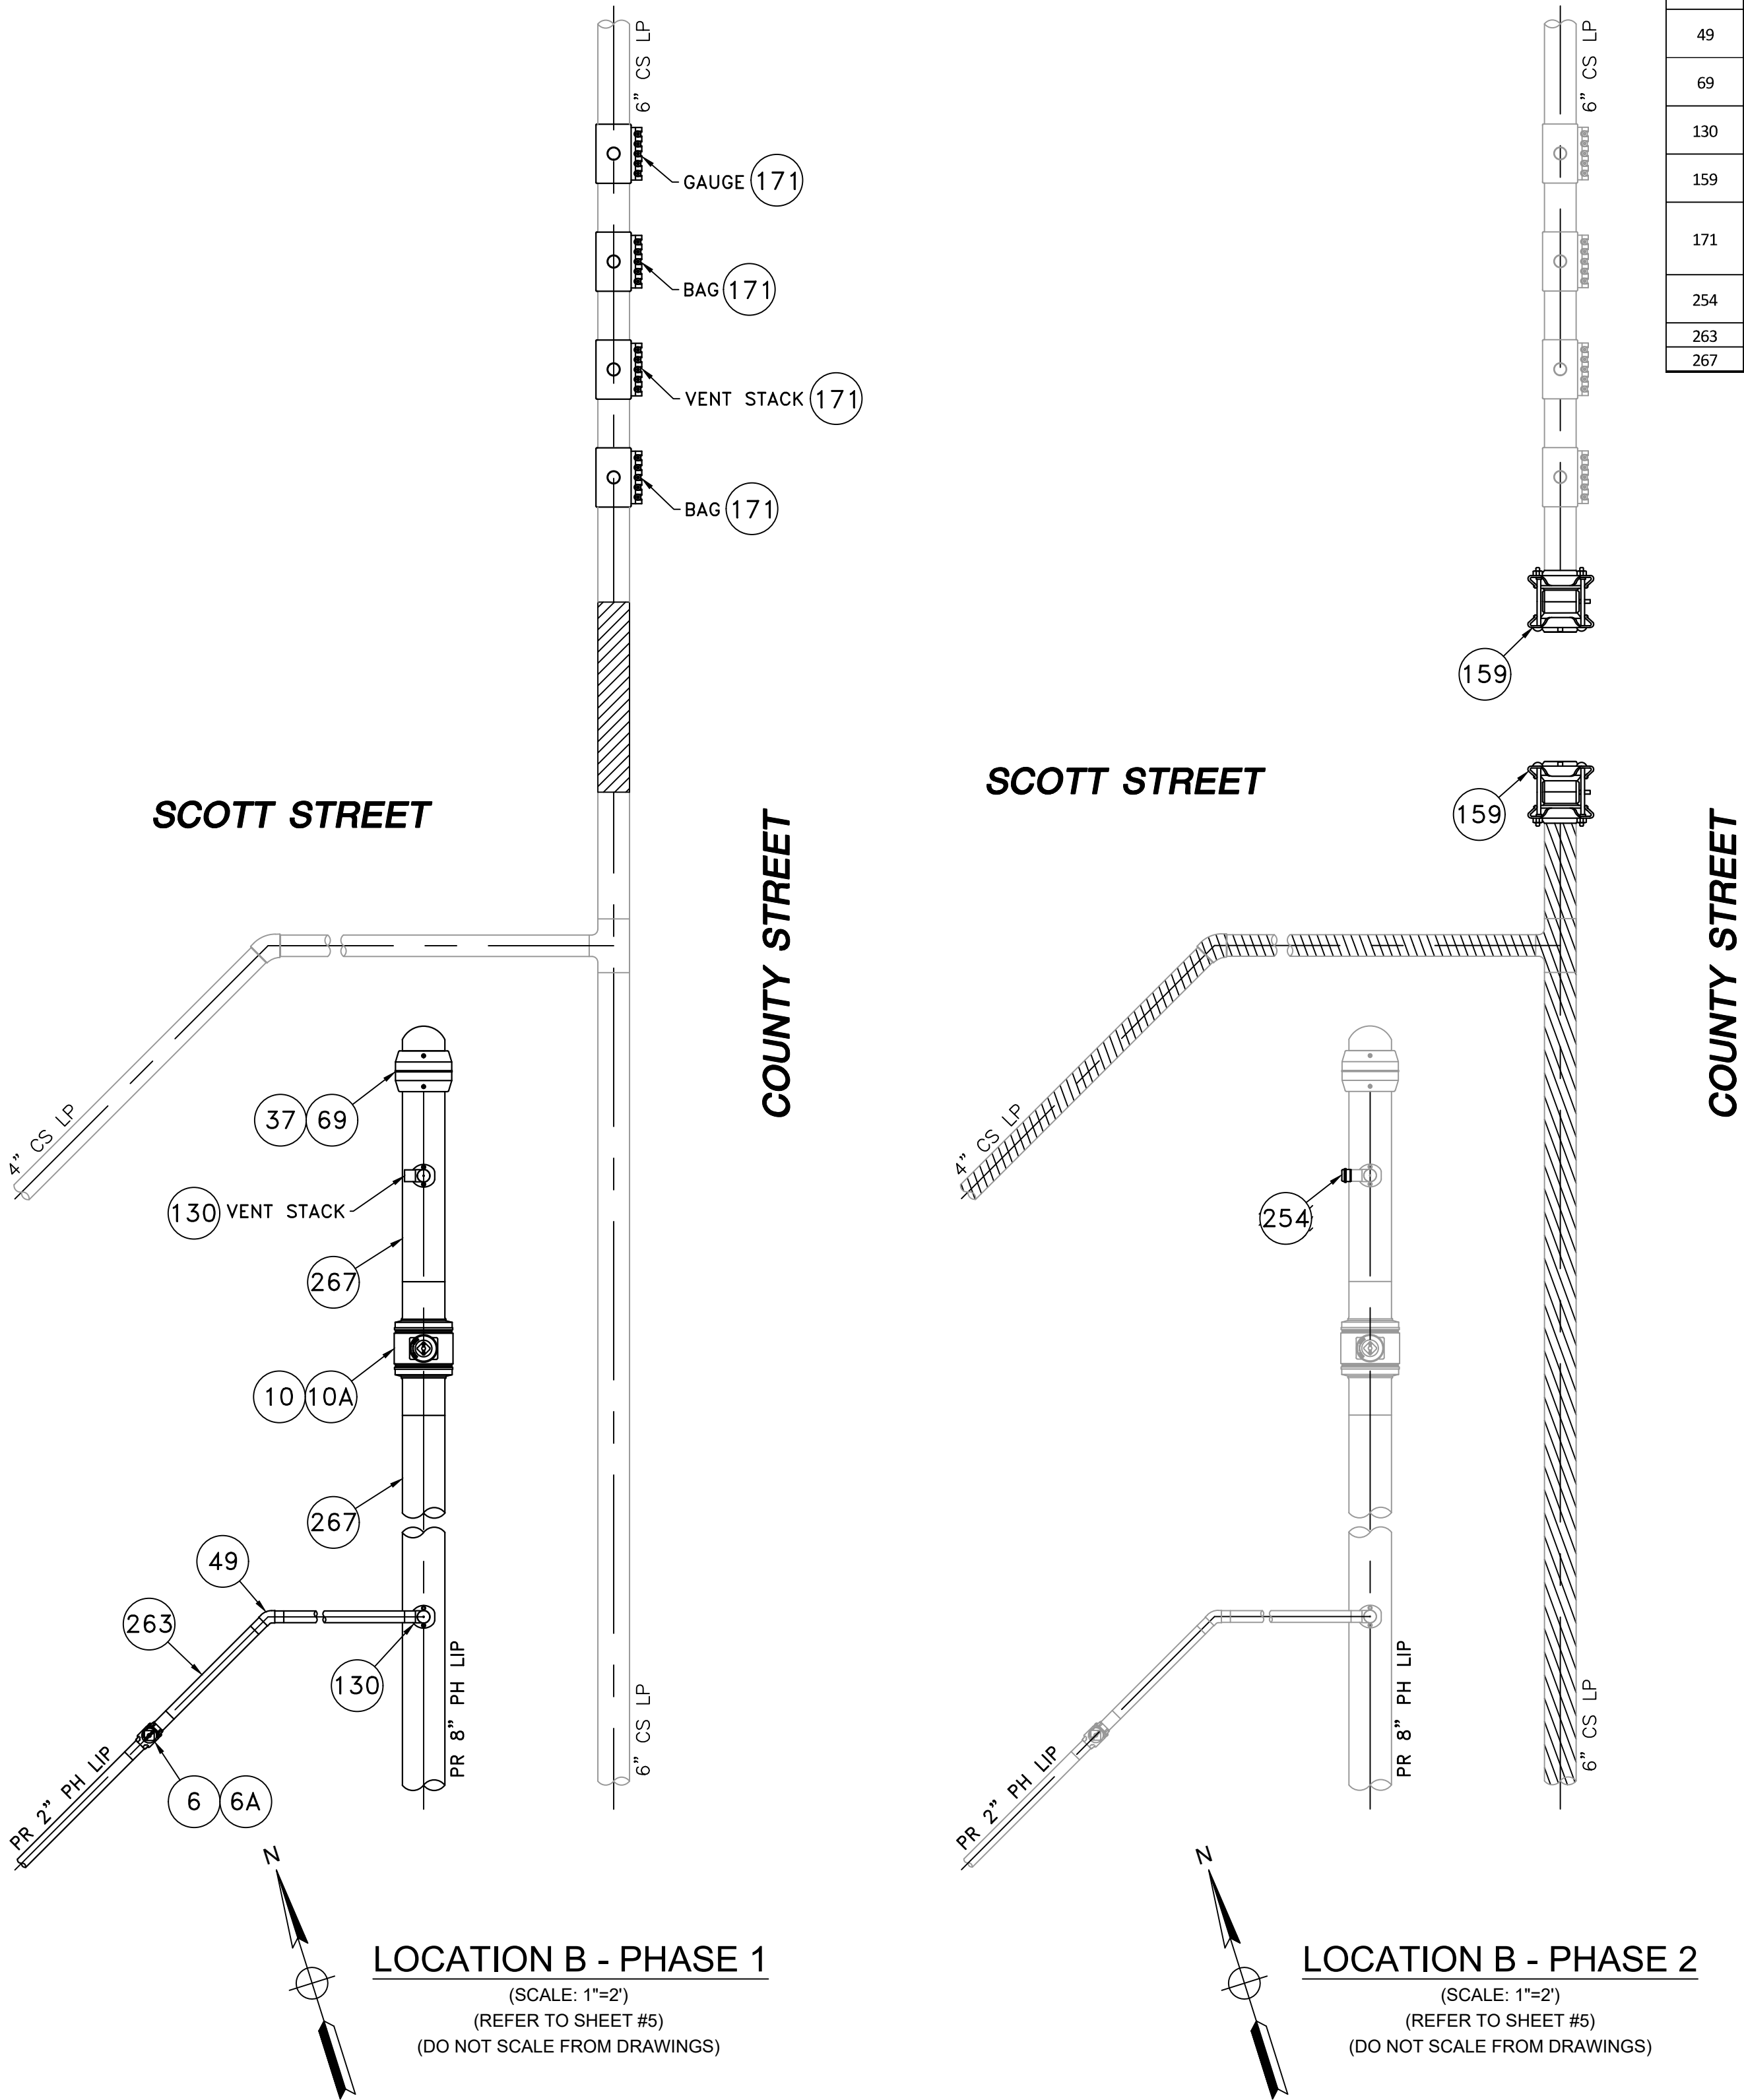 6" CS LP
GAUGE 171
BAG 171
VENT STACK 171
BAG 171
SCOTT STREET
COUNTY STREET
4" CS LP
37 69
130 VENT STACK
267
10 10A
267
49
263
130
PR 8" PH LIP
6" CS LP
PR 2" PH LIP
6 6A
N
LOCATION B - PHASE 1
(SCALE: 1"=2')
(REFER TO SHEET #5)
(DO NOT SCALE FROM DRAWINGS)
6" CS LP
159
SCOTT STREET
159
COUNTY STREET
4" CS LP
254
PR 8" PH LIP
6" CS LP
PR 2" PH LIP
N
LOCATION B - PHASE 2
(SCALE: 1"=2')
(REFER TO SHEET #5)
(DO NOT SCALE FROM DRAWINGS)
49
69
130
159
171
254
263
267